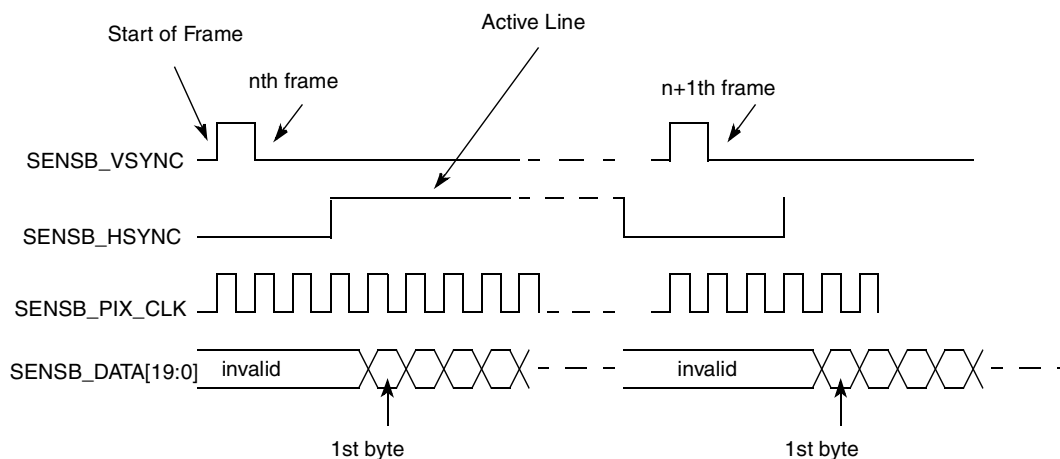 Active Line
Start of Frame
nth frame
n+1th frame
SENSB_VSYNC
SENSB_HSYNC
SENSB_PIX_CLK
SENSB_DATA[19:0]
invalid
invalid
1st byte
1st byte